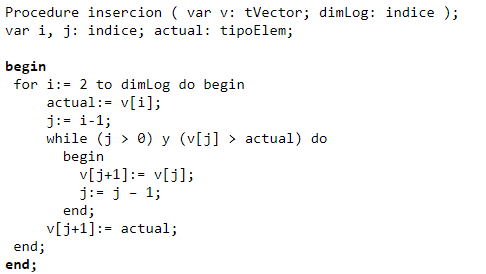 Procedure insercion ( var v: tVector; dimLog: indice );
var i, j: indice; actual: tipoElem;
begin
for i:= 2 to dimLog do begin
actual:= v[i];
j:= i-1;
while (j > 0) y (v[j] > actual) do
begin
v[j+1]:= v[j];
j:= j - 1;
end;
v[j+1]:= actual;
end;
end;